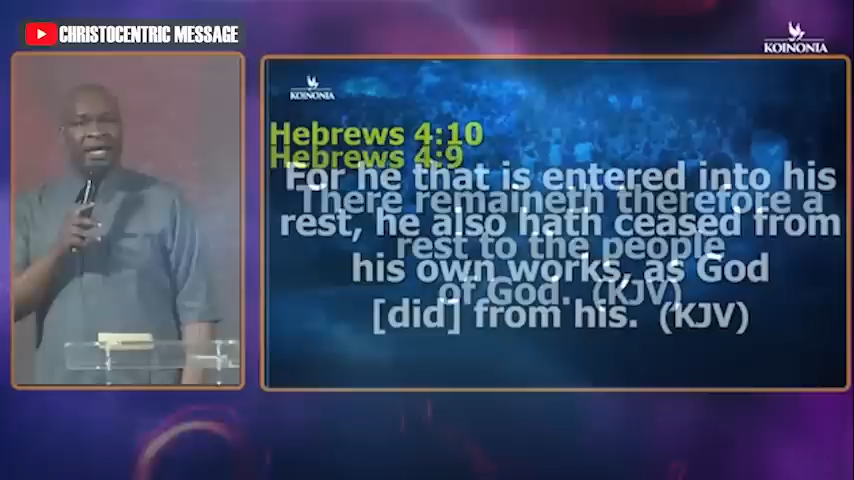 CHRISTOCENTRIC MESSAGE
KOINONIA
KOINONIA
Hebrews 4:10
Hebrews 4:9
For he that is entered into his
There remaineth therefore a
rest, he also hath ceased from
rest to the people
his own works, as God
of God. (KJV)
[did] from his. (KJV)